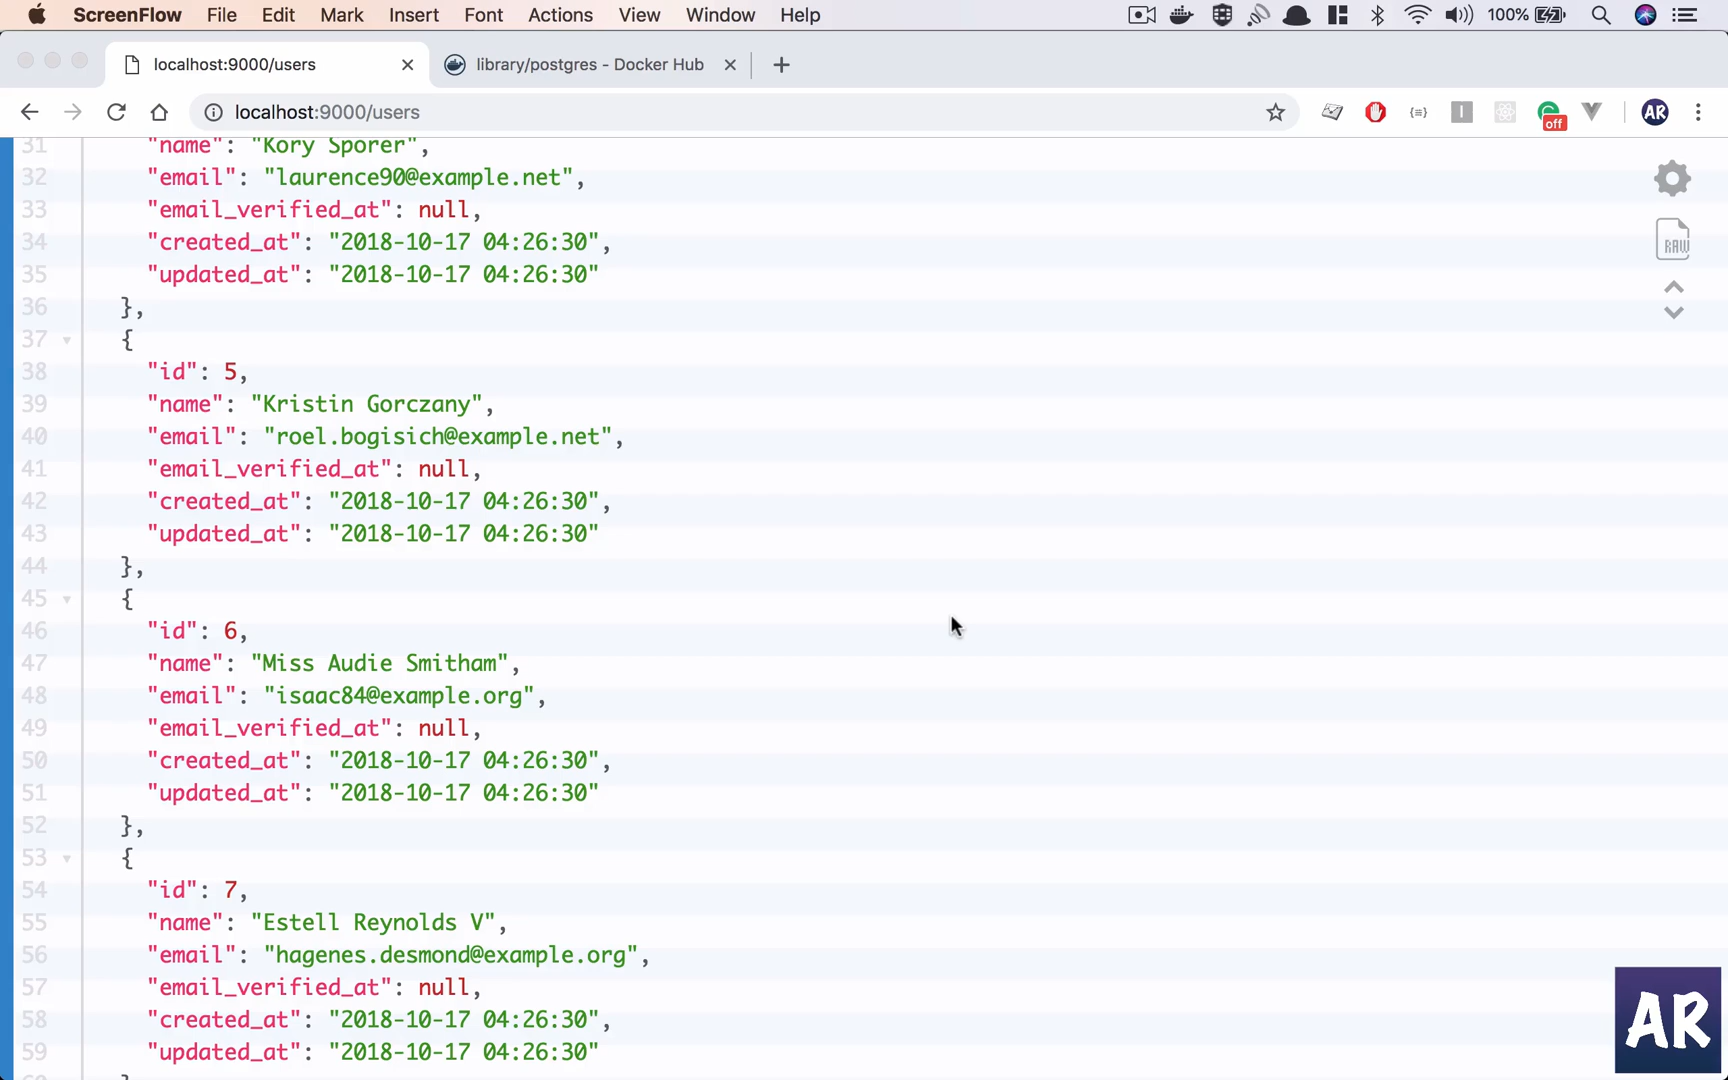 ScreenFlow File Edit Mark Insert Font Actions View Window Help 100%
localhost:9000/users library/postgres - Docker Hub
localhost:9000/users off AR
31 "name": "Kory Sporer",
32 "email": "laurence90@example.net",
33 "email_verified_at": null,
34 "created_at": "2018-10-17 04:26:30",
35 "updated_at": "2018-10-17 04:26:30"
36 },
37 {
38 "id": 5,
39 "name": "Kristin Gorczany",
40 "email": "roel.bogisich@example.net",
41 "email_verified_at": null,
42 "created_at": "2018-10-17 04:26:30",
43 "updated_at": "2018-10-17 04:26:30"
44 },
45 {
46 "id": 6,
47 "name": "Miss Audie Smitham",
48 "email": "isaac84@example.org",
49 "email_verified_at": null,
50 "created_at": "2018-10-17 04:26:30",
51 "updated_at": "2018-10-17 04:26:30"
52 },
53 {
54 "id": 7,
55 "name": "Estell Reynolds V",
56 "email": "hagenes.desmond@example.org",
57 "email_verified_at": null,
58 "created_at": "2018-10-17 04:26:30",
59 "updated_at": "2018-10-17 04:26:30"
RAW
AR